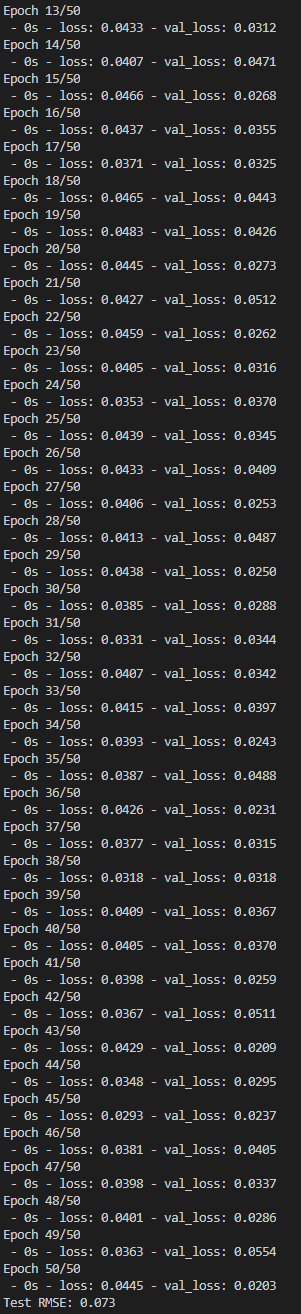 Epoch 13/50
 - 0s - loss: 0.0433 - val_loss: 0.0312
Epoch 14/50
 - 0s - loss: 0.0407 - val_loss: 0.0471
Epoch 15/50
 - 0s - loss: 0.0466 - val_loss: 0.0268
Epoch 16/50
 - 0s - loss: 0.0437 - val_loss: 0.0355
Epoch 17/50
 - 0s - loss: 0.0371 - val_loss: 0.0325
Epoch 18/50
 - 0s - loss: 0.0465 - val_loss: 0.0443
Epoch 19/50
 - 0s - loss: 0.0483 - val_loss: 0.0426
Epoch 20/50
 - 0s - loss: 0.0445 - val_loss: 0.0273
Epoch 21/50
 - 0s - loss: 0.0427 - val_loss: 0.0512
Epoch 22/50
 - 0s - loss: 0.0459 - val_loss: 0.0262
Epoch 23/50
 - 0s - loss: 0.0405 - val_loss: 0.0316
Epoch 24/50
 - 0s - loss: 0.0353 - val_loss: 0.0370
Epoch 25/50
 - 0s - loss: 0.0439 - val_loss: 0.0345
Epoch 26/50
 - 0s - loss: 0.0433 - val_loss: 0.0409
Epoch 27/50
 - 0s - loss: 0.0406 - val_loss: 0.0253
Epoch 28/50
 - 0s - loss: 0.0413 - val_loss: 0.0487
Epoch 29/50
 - 0s - loss: 0.0438 - val_loss: 0.0250
Epoch 30/50
 - 0s - loss: 0.0385 - val_loss: 0.0288
Epoch 31/50
 - 0s - loss: 0.0331 - val_loss: 0.0344
Epoch 32/50
 - 0s - loss: 0.0407 - val_loss: 0.0342
Epoch 33/50
 - 0s - loss: 0.0415 - val_loss: 0.0397
Epoch 34/50
 - 0s - loss: 0.0393 - val_loss: 0.0243
Epoch 35/50
 - 0s - loss: 0.0387 - val_loss: 0.0488
Epoch 36/50
 - 0s - loss: 0.0426 - val_loss: 0.0231
Epoch 37/50
 - 0s - loss: 0.0377 - val_loss: 0.0315
Epoch 38/50
 - 0s - loss: 0.0318 - val_loss: 0.0318
Epoch 39/50
 - 0s - loss: 0.0409 - val_loss: 0.0367
Epoch 40/50
 - 0s - loss: 0.0405 - val_loss: 0.0370
Epoch 41/50
 - 0s - loss: 0.0398 - val_loss: 0.0259
Epoch 42/50
 - 0s - loss: 0.0367 - val_loss: 0.0511
Epoch 43/50
 - 0s - loss: 0.0429 - val_loss: 0.0209
Epoch 44/50
 - 0s - loss: 0.0348 - val_loss: 0.0295
Epoch 45/50
 - 0s - loss: 0.0293 - val_loss: 0.0237
Epoch 46/50
 - 0s - loss: 0.0381 - val_loss: 0.0405
Epoch 47/50
 - 0s - loss: 0.0398 - val_loss: 0.0337
Epoch 48/50
 - 0s - loss: 0.0401 - val_loss: 0.0286
Epoch 49/50
 - 0s - loss: 0.0363 - val_loss: 0.0554
Epoch 50/50
 - 0s - loss: 0.0445 - val_loss: 0.0203
Test RMSE: 0.073